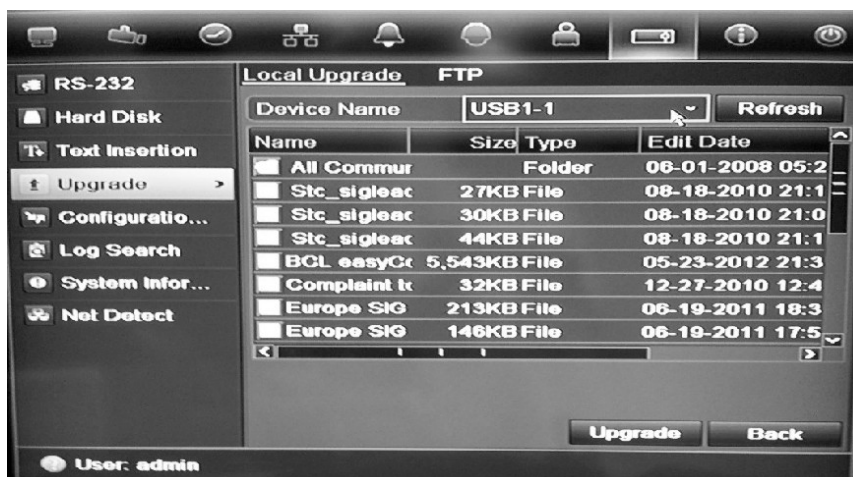 Local Upgrade FTP
RS-232
Hard Disk
Text Insertion
Upgrade >
Configuratio...
Log Search
System Infor...
Net Detect
Device Name USB1-1 Refresh
Name Size Type Edit Date
All Commur Folder 06-01-2008 05:2
Stc_sigleac 27KB File 08-18-2010 21:1
Stc_sigleac 30KB File 08-18-2010 21:0
Stc_sigleac 44KB File 08-18-2010 21:1
BCL easyCc 5,543KB File 05-23-2012 21:3
Complaint 32KB File 12-27-2010 12:4
Europe SIG 213KB File 06-19-2011 18:3
Europe SIG 146KB File 06-19-2011 17:5
Upgrade Back
User: admin